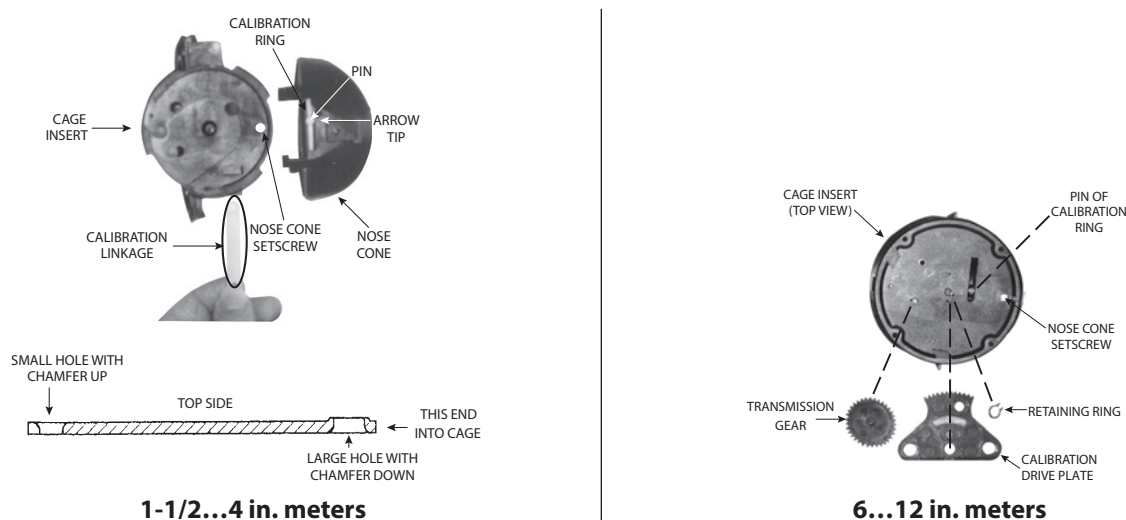 CALIBRATION
RING
PIN
CAGE
INSERT
ARROW
TIP
CALIBRATION
LINKAGE
NOSE CONE
SETSCREW
NOSE
CONE
SMALL HOLE WITH
CHAMFER UP
TOP SIDE
THIS END
INTO CAGE
LARGE HOLE WITH
CHAMFER DOWN
1-1/2…4 in. meters
CAGE INSERT
(TOP VIEW)
PIN OF
CALIBRATION
RING
NOSE CONE
SETSCREW
TRANSMISSION
GEAR
RETAINING RING
CALIBRATION
DRIVE PLATE
6…12 in. meters